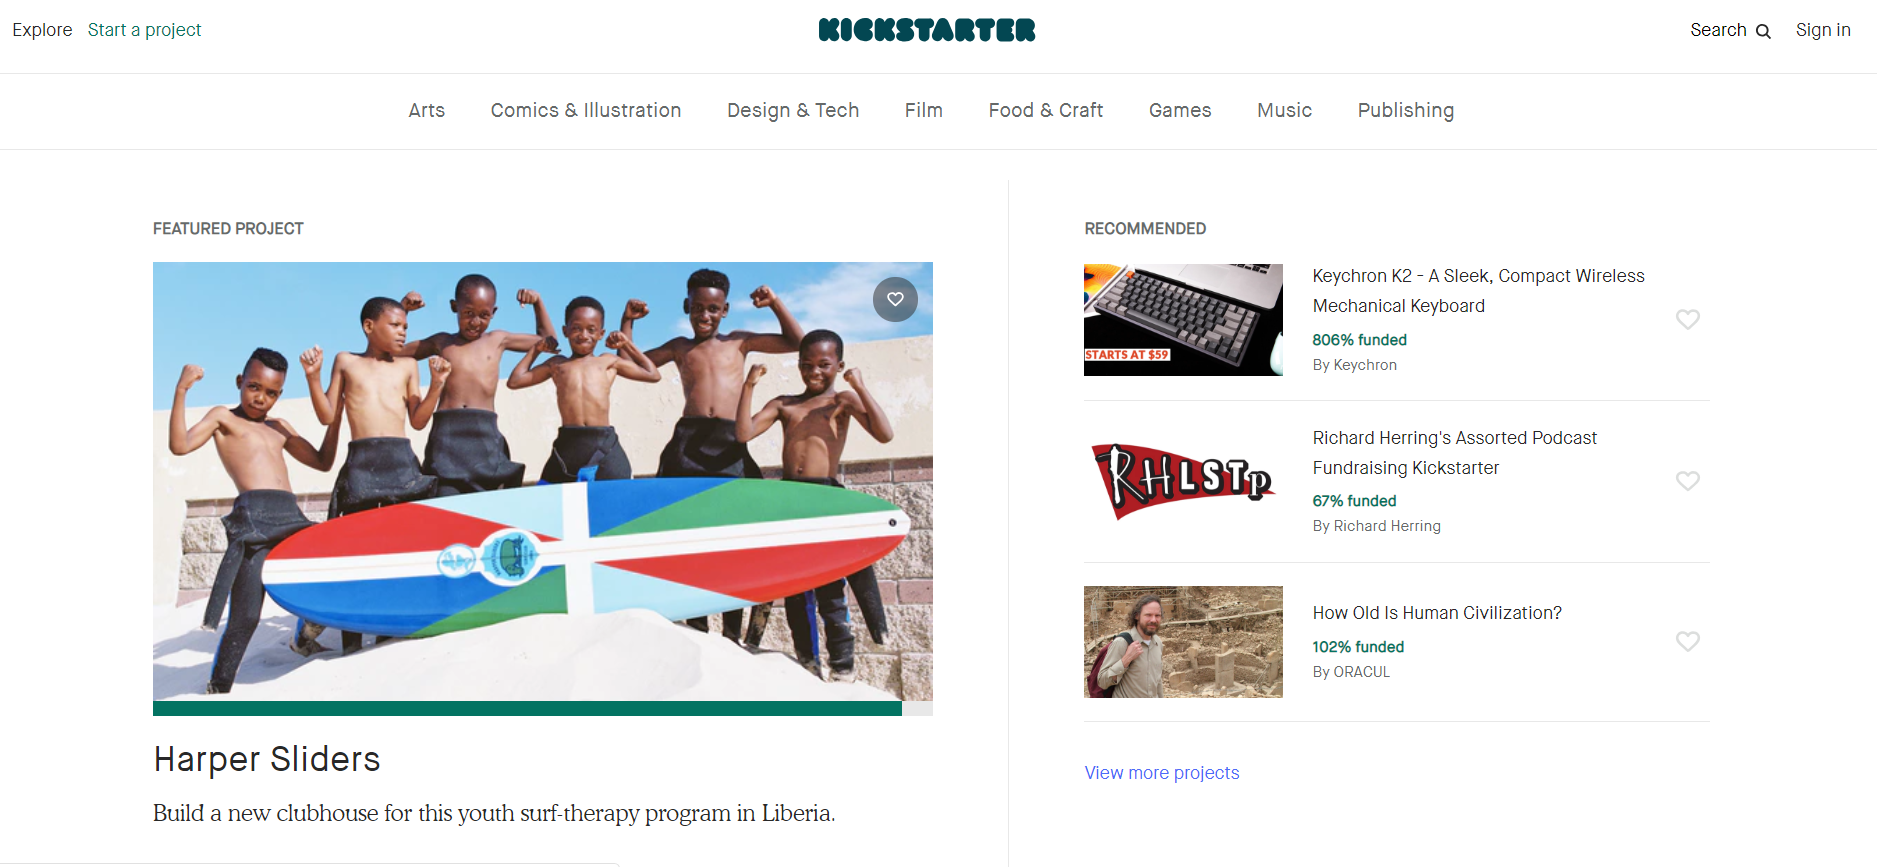 Explore Start a project KICKSTARTER Search Sign in
Arts Comics & Illustration Design & Tech Film Food & Craft Games Music Publishing
FEATURED PROJECT
Harper Sliders
Build a new clubhouse for this youth surf-therapy program in Liberia.
RECOMMENDED
STARTS AT $59
Keychron K2 - A Sleek, Compact Wireless
Mechanical Keyboard
806% funded
By Keychron
RHLSTp
Richard Herring's Assorted Podcast
Fundraising Kickstarter
67% funded
By Richard Herring
How Old Is Human Civilization?
102% funded
By ORACUL
View more projects